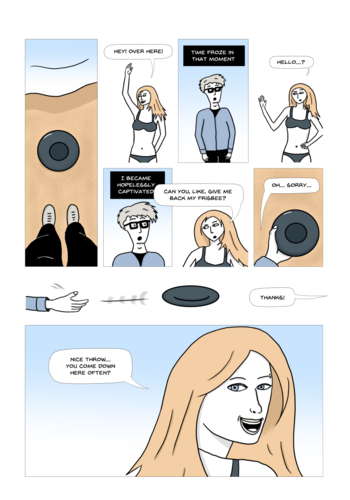 HEY! OVER HERE!
TIME FROZE IN
THAT MOMENT
HELLO...?
I BECAME
HOPELESSLY
CAPTIVATED
CAN YOU, LIKE, GIVE ME
BACK MY FRISBEE?
OH... SORRY...
THANKS!
NICE THROW...
YOU COME DOWN
HERE OFTEN?